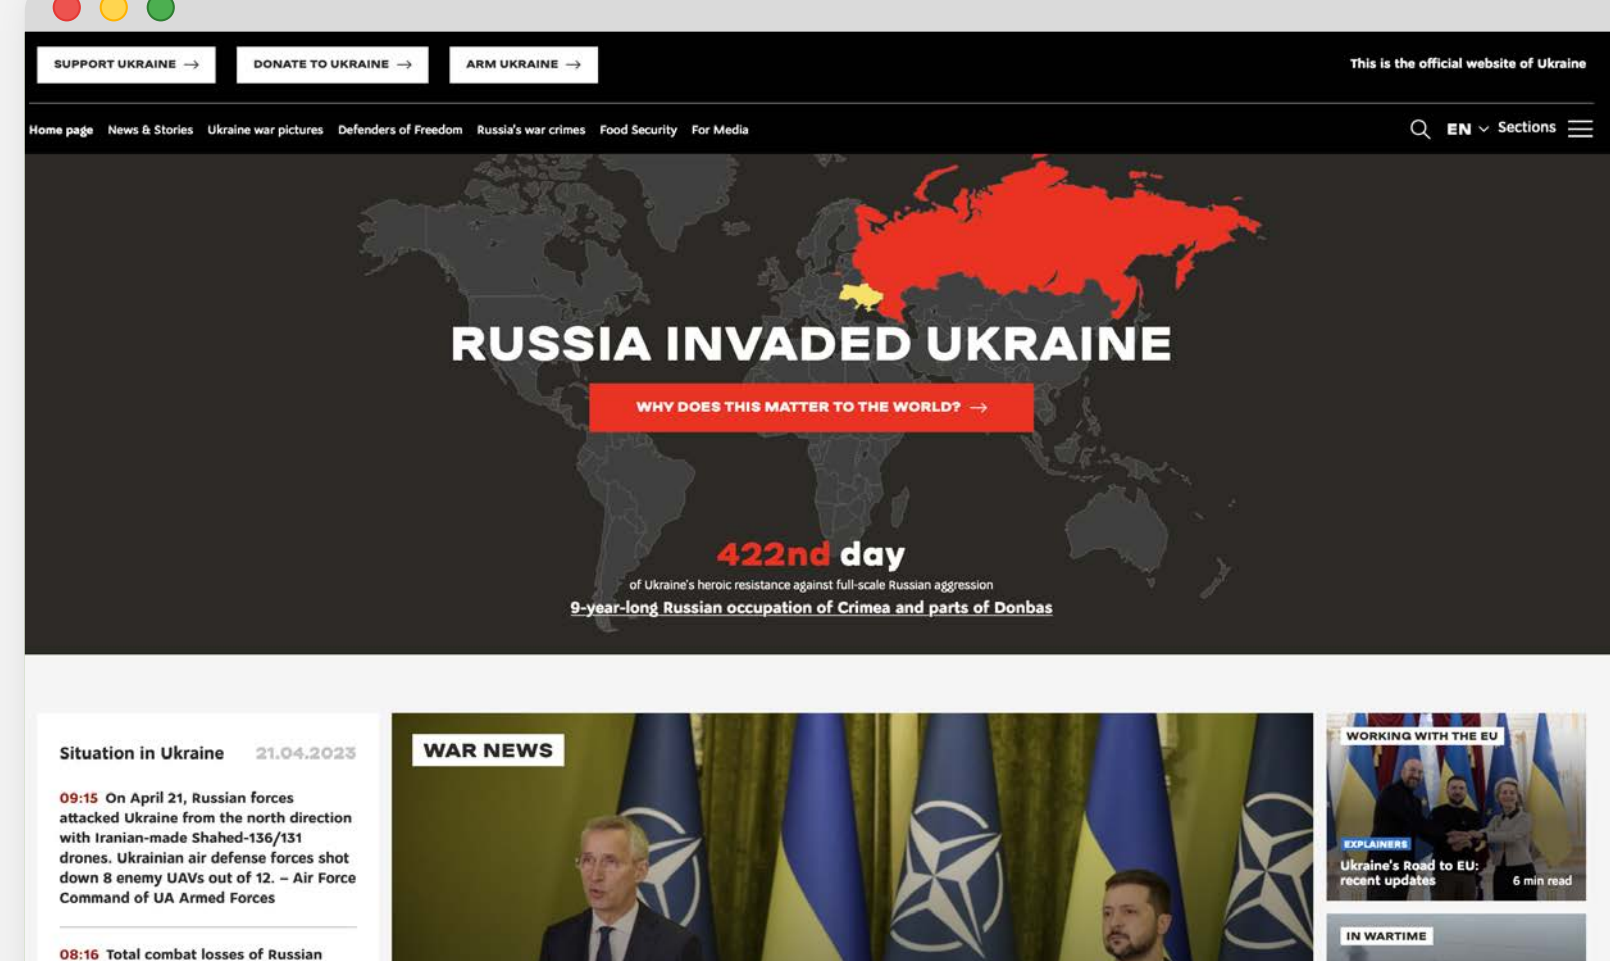 SUPPORT UKRAINE →
DONATE TO UKRAINE →
ARM UKRAINE →
This is the official website of Ukraine
Home page
News & Stories
Ukraine war pictures
Defenders of Freedom
Russia's war crimes
Food Security
For Media
EN
Sections
RUSSIA INVADED UKRAINE
WHY DOES THIS MATTER TO THE WORLD? →
422nd day
of Ukraine's heroic resistance against full-scale Russian aggression
9-year-long Russian occupation of Crimea and parts of Donbas
Situation in Ukraine
21.04.2023
09:15 On April 21, Russian forces
attacked Ukraine from the north direction
with Iranian-made Shahed-136/131
drones. Ukrainian air defense forces shot
down 8 enemy UAVs out of 12. – Air Force
Command of UA Armed Forces
08:16 Total combat losses of Russian
WAR NEWS
WORKING WITH THE EU
EXPLAINERS
Ukraine's Road to EU:
recent updates
6 min read
IN WARTIME